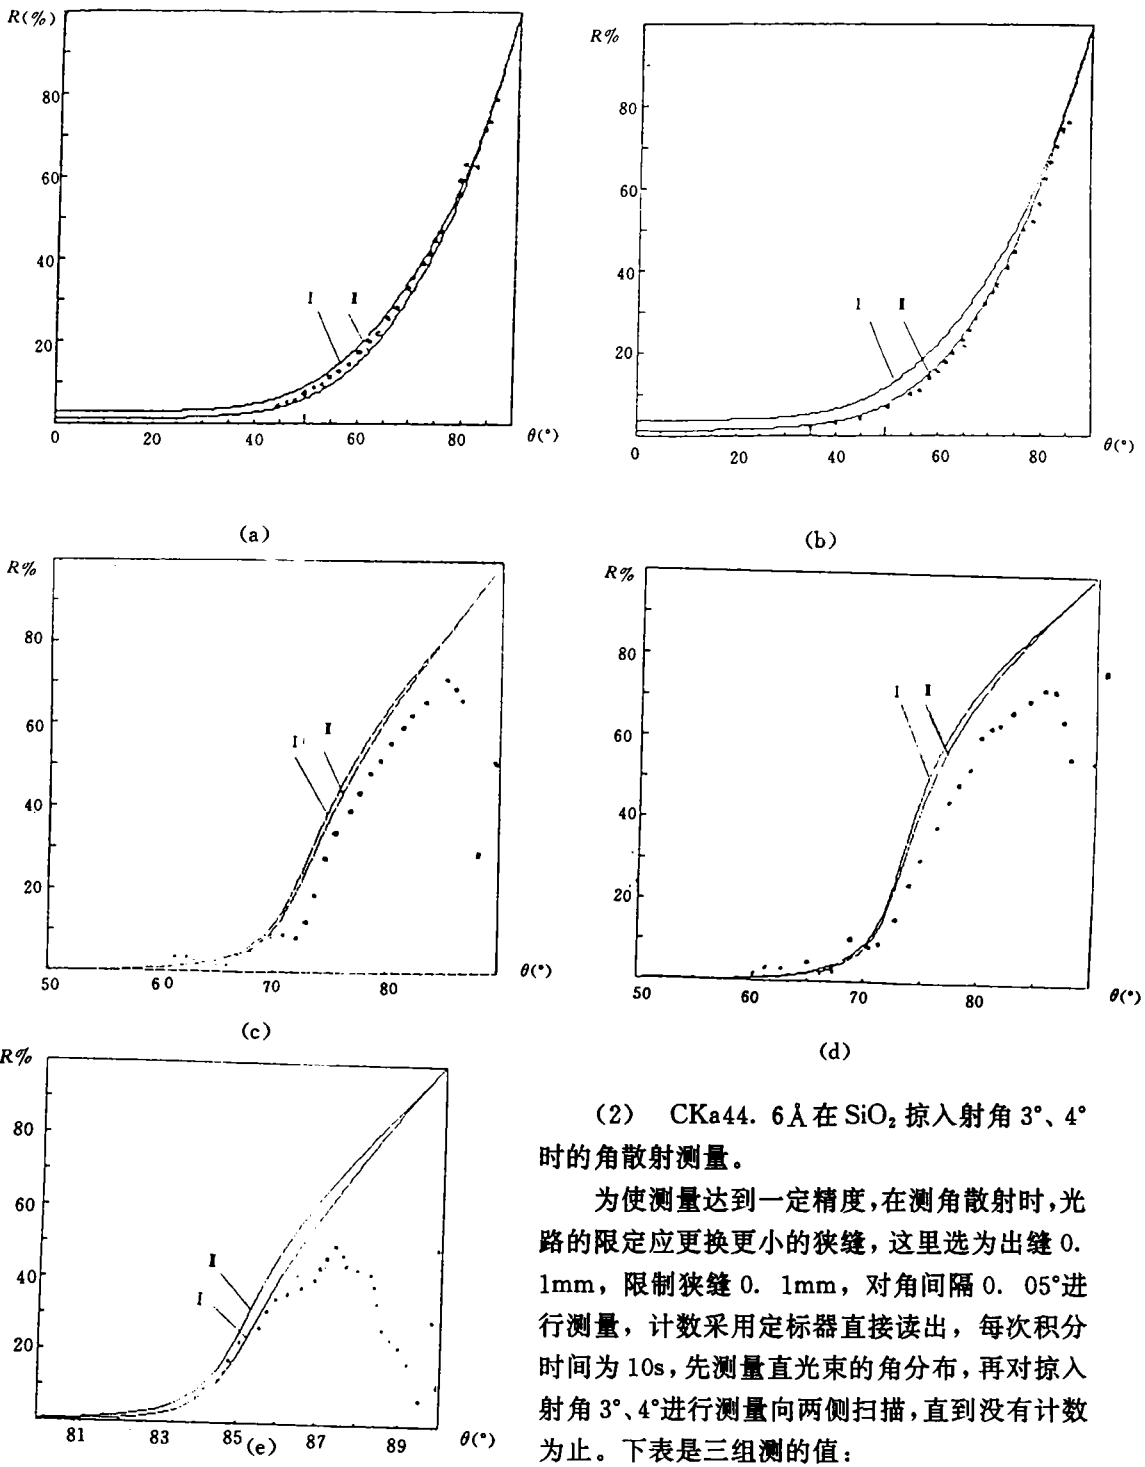 R(%)
80
60
40
20
I II
0 20 40 60 80 θ(°)
(a)
R%
80
60
40
20
I II
0 20 40 60 80 θ(°)
(b)
R%
80
60
40
20
I II
50 60 70 80 θ(°)
(c)
R%
80
60
40
20
I II
50 60 70 80 θ(°)
(d)
R%
80
60
40
20
II
I
81 83 85 87 89 θ(°)
(e)
(2) CKa44. 6Å在 SiO₂ 掠入射角 3°、4°
时的角散射测量。
为使测量达到一定精度,在测角散射时,光
路的限定应更换更小的狭缝,这里选为出缝 0.
1mm,限制狭缝 0. 1mm,对角间隔 0. 05°进
行测量,计数采用定标器直接读出,每次积分
时间为 10s,先测量直光束的角分布,再对掠入
射角 3°、4°进行测量向两侧扫描,直到没有计数
为止。下表是三组测的值: